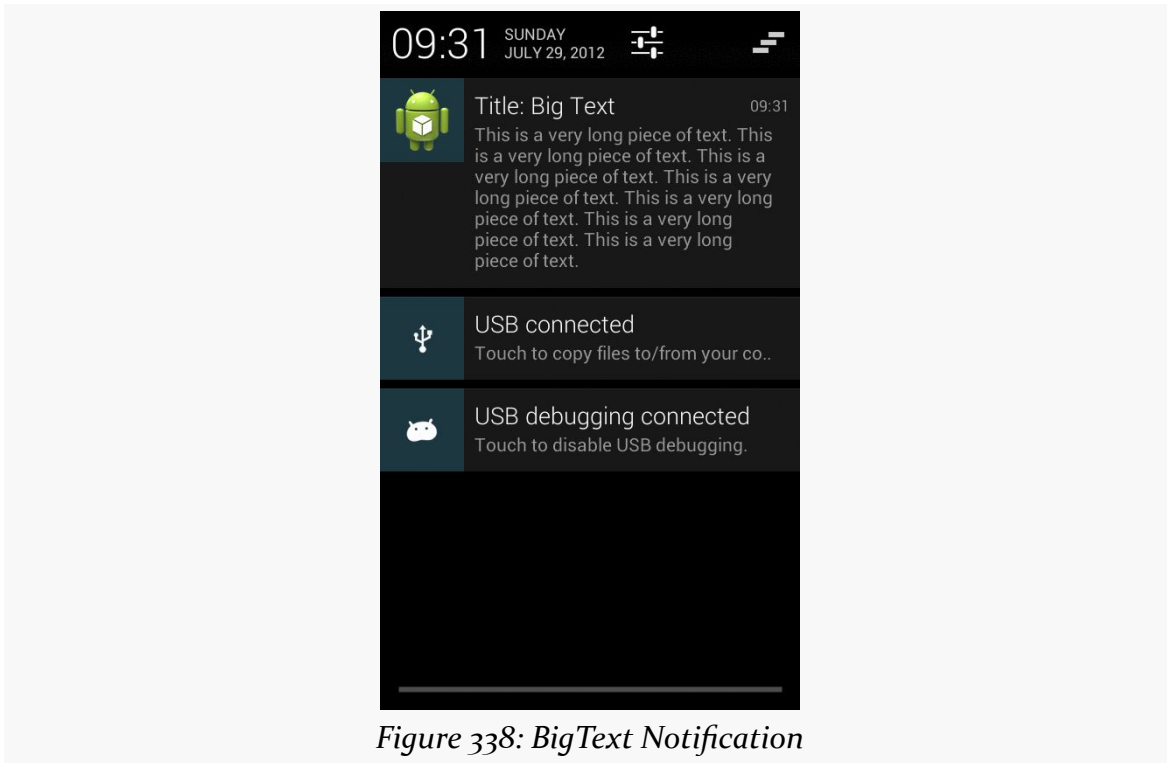 09:31
SUNDAY
JULY 29, 2012
Title: Big Text
09:31
This is a very long piece of text. This
is a very long piece of text. This is a
very long piece of text. This is a very
long piece of text. This is a very long
piece of text. This is a very long
piece of text. This is a very long
piece of text.
USB connected
Touch to copy files to/from your co..
USB debugging connected
Touch to disable USB debugging.
Figure 338: BigText Notification